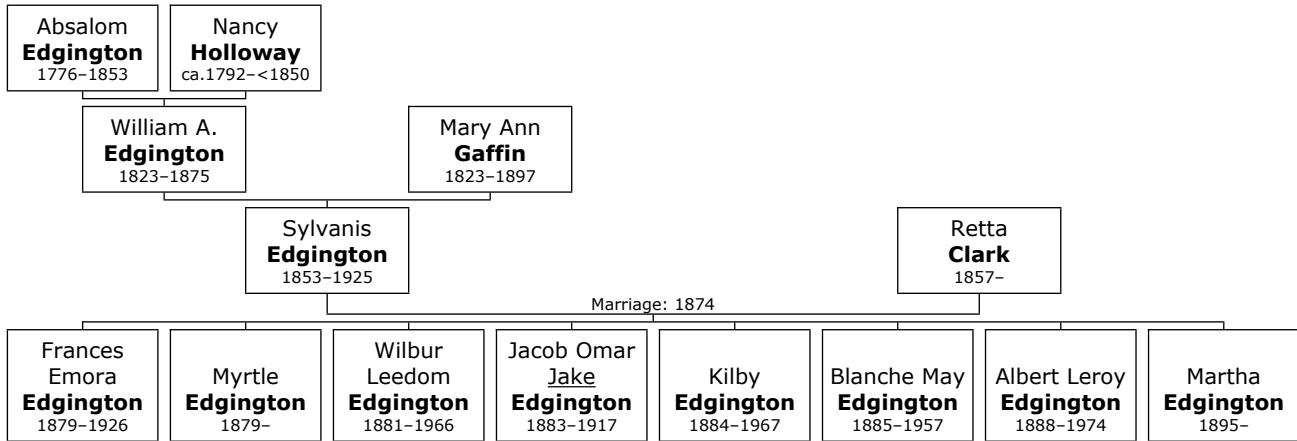 Absalom
Edgington
1776–1853
Nancy
Holloway
ca.1792–<1850
William A.
Edgington
1823–1875
Mary Ann
Gaffin
1823–1897
Sylvanis
Edgington
1853–1925
Retta
Clark
1857–
Marriage: 1874
Frances
Emora
Edgington
1879–1926
Myrtle
Edgington
1879–
Wilbur
Leedom
Edgington
1881–1966
Jacob Omar
Jake
Edgington
1883–1917
Kilby
Edgington
1884–1967
Blanche May
Edgington
1885–1957
Albert Leroy
Edgington
1888–1974
Martha
Edgington
1895–